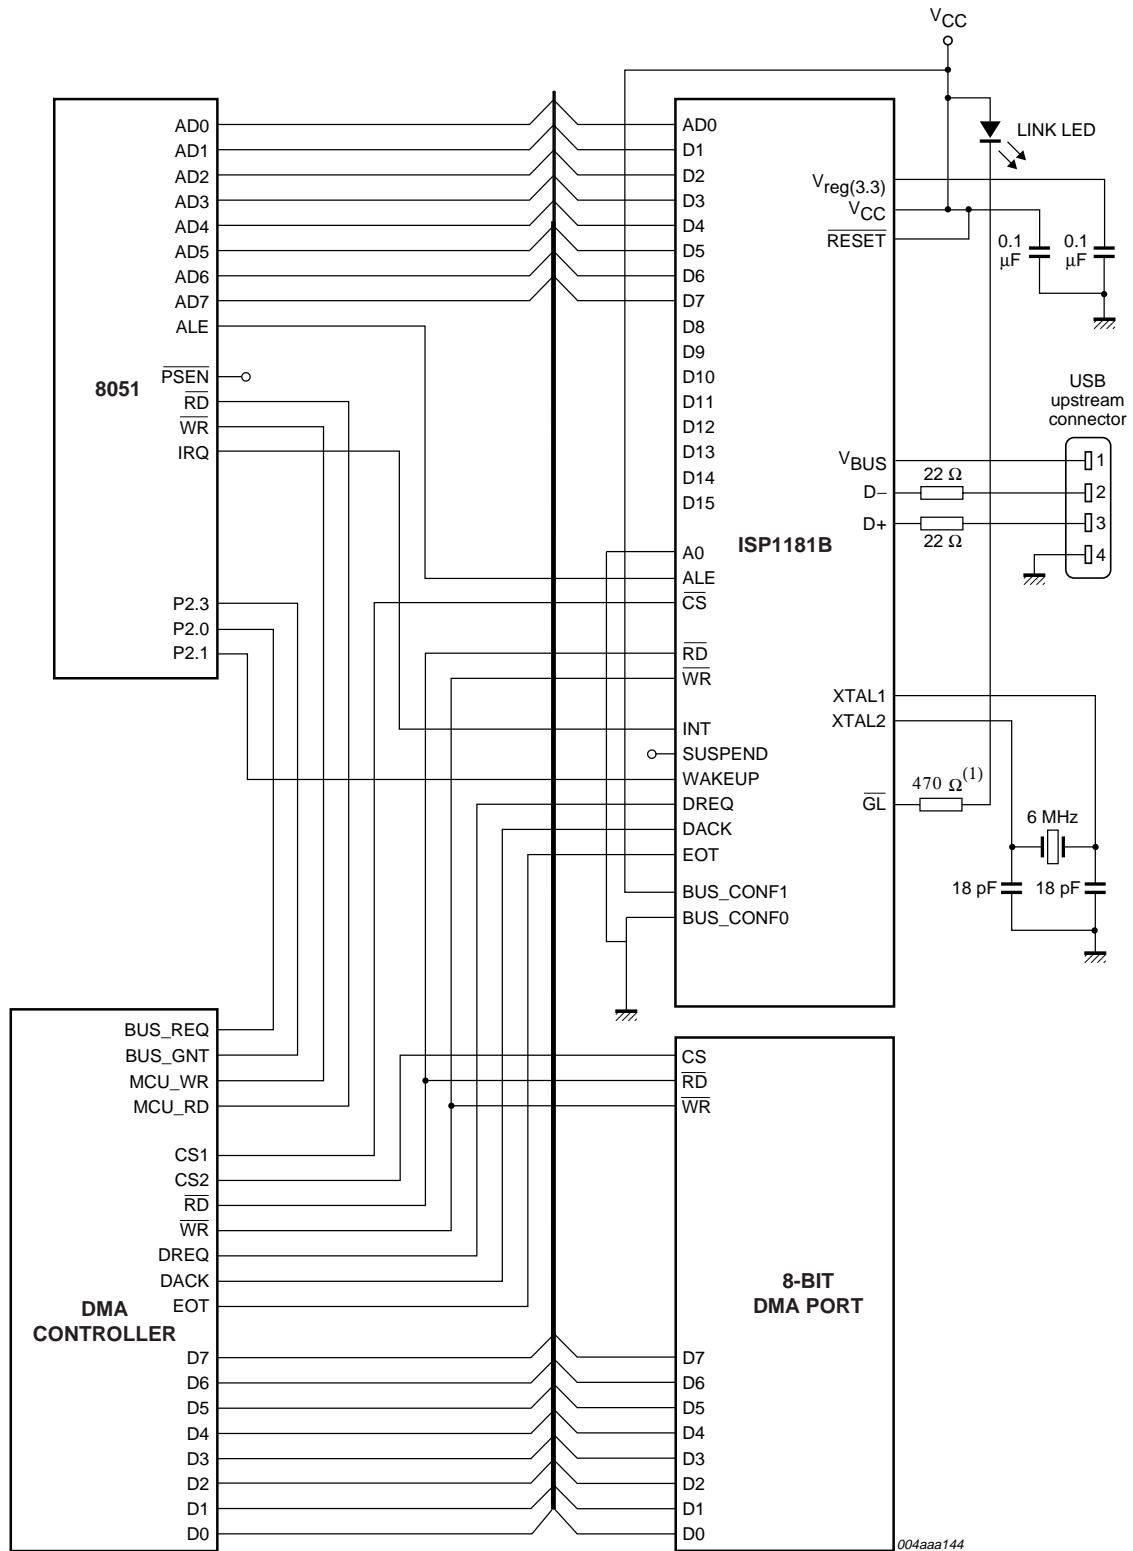 VCC
8051
AD0
AD1
AD2
AD3
AD4
AD5
AD6
AD7
ALE
PSEN
RD
WR
IRQ
P2.3
P2.0
P2.1
ISP1181B
AD0
D1
D2
D3
D4
D5
D6
D7
D8
D9
D10
D11
D12
D13
D14
D15
A0
ALE
CS
RD
WR
INT
SUSPEND
WAKEUP
DREQ
DACK
EOT
BUS_CONF1
BUS_CONF0
Vreg(3.3)
VCC
RESET
VBUS
D−
D+
XTAL1
XTAL2
GL
LINK LED
0.1
μF
0.1
μF
USB
upstream
connector
1
2
3
4
22 Ω
22 Ω
470 Ω(1)
6 MHz
18 pF
18 pF
DMA
CONTROLLER
BUS_REQ
BUS_GNT
MCU_WR
MCU_RD
CS1
CS2
RD
WR
DREQ
DACK
EOT
D7
D6
D5
D4
D3
D2
D1
D0
8-BIT
DMA PORT
CS
RD
WR
D7
D6
D5
D4
D3
D2
D1
D0
004aaa144